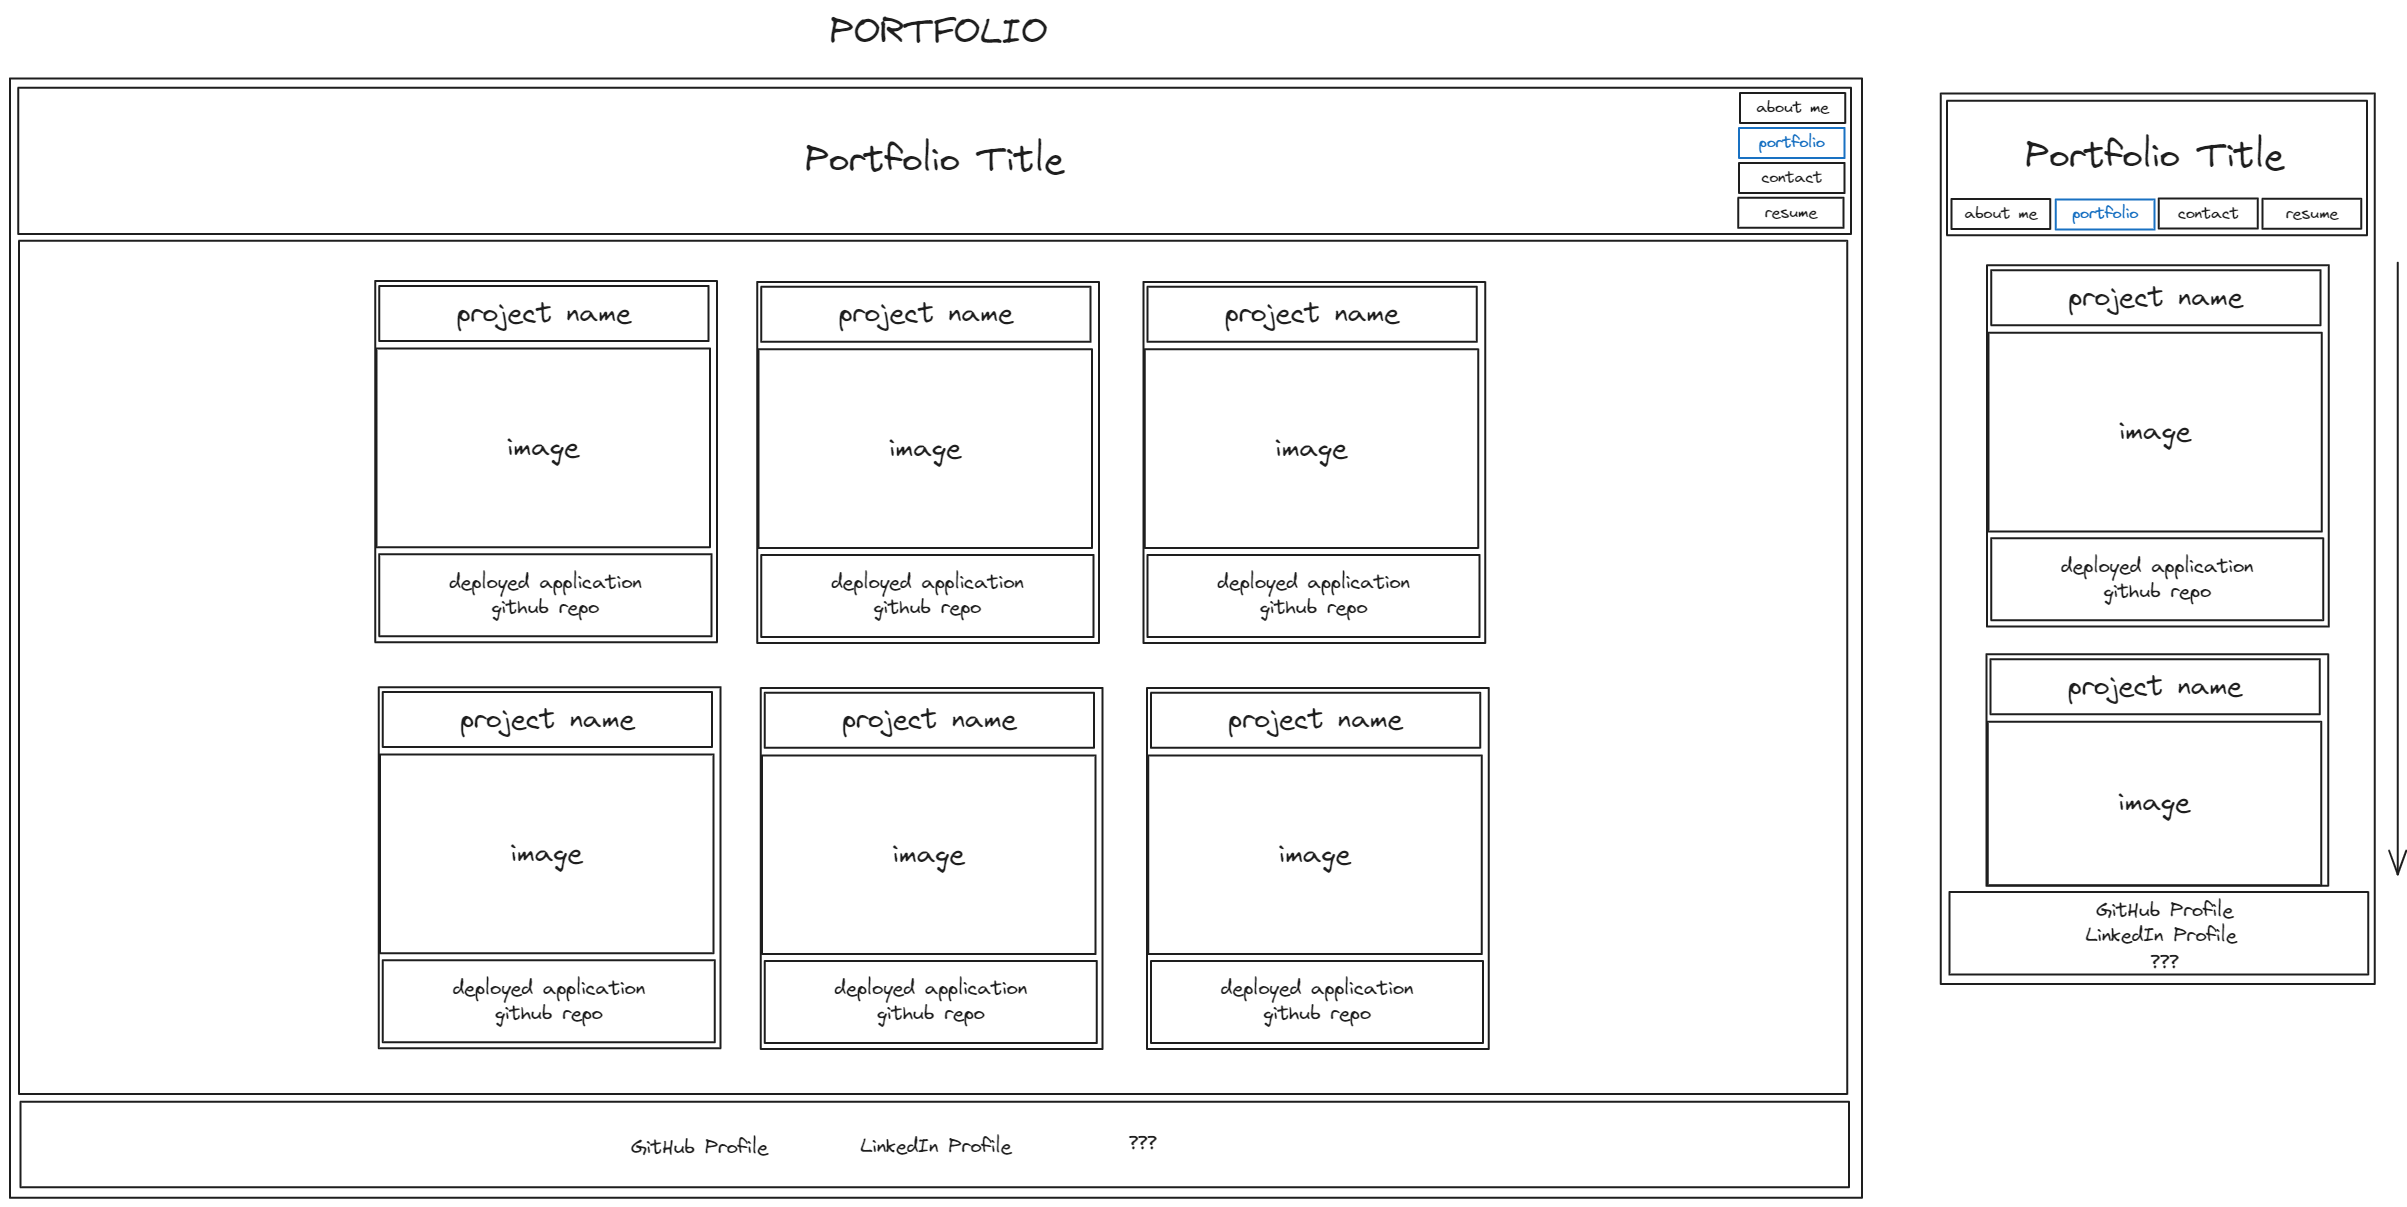 PORTFOLIO
Portfolio Title
about me
portfolio
contact
resume
project name
image
deployed application
github repo
project name
image
deployed application
github repo
project name
image
deployed application
github repo
project name
image
deployed application
github repo
project name
image
deployed application
github repo
project name
image
deployed application
github repo
GitHub Profile
LinkedIn Profile
???
Portfolio Title
about me
portfolio
contact
resume
project name
image
deployed application
github repo
project name
image
GitHub Profile
LinkedIn Profile
???